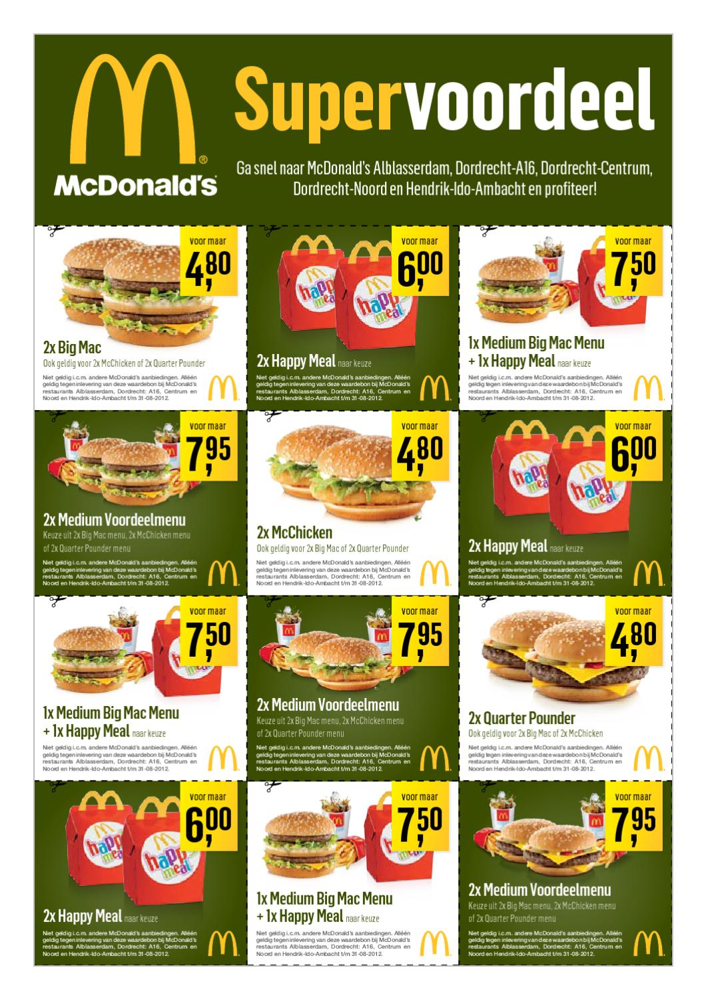 Supervoordeel
McDonald's
Ga snel naar McDonald's Alblasserdam, Dordrecht-A16, Dordrecht-Centrum,
Dordrecht-Noord en Hendrik-Ido-Ambacht en profiteer!
voor maar
4,80
2x Big Mac
Ook geldig voor 2x McChicken of 2x Quarter Pounder
Niet geldig i.c.m. andere McDonald's aanbiedingen. Alléén
geldig tegen inlevering van deze waardebon bij McDonald's
restaurants Alblasserdam, Dordrecht: A16, Centrum en
Noord en Hendrik-Ido-Ambacht t/m 31-08-2012.
voor maar
6,00
happy
meal
happy
meal
2x Happy Meal naar keuze
Niet geldig i.c.m. andere McDonald's aanbiedingen. Alléén
geldig tegen inlevering van deze waardebon bij McDonald's
restaurants Alblasserdam, Dordrecht: A16, Centrum en
Noord en Hendrik-Ido-Ambacht t/m 31-08-2012.
voor maar
7,50
1x Medium Big Mac Menu
+ 1x Happy Meal naar keuze
Niet geldig i.c.m. andere McDonald's aanbiedingen. Alléén
geldig tegen inlevering van deze waardebon bij McDonald's
restaurants Alblasserdam, Dordrecht: A16, Centrum en
Noord en Hendrik-Ido-Ambacht t/m 31-08-2012.
voor maar
7,95
2x Medium Voordeelmenu
Keuze uit 2x Big Mac menu, 2x McChicken menu
of 2x Quarter Pounder menu
Niet geldig i.c.m. andere McDonald's aanbiedingen. Alléén
geldig tegen inlevering van deze waardebon bij McDonald's
restaurants Alblasserdam, Dordrecht: A16, Centrum en
Noord en Hendrik-Ido-Ambacht t/m 31-08-2012.
voor maar
4,80
2x McChicken
Ook geldig voor 2x Big Mac of 2x Quarter Pounder
Niet geldig i.c.m. andere McDonald's aanbiedingen. Alléén
geldig tegen inlevering van deze waardebon bij McDonald's
restaurants Alblasserdam, Dordrecht: A16, Centrum en
Noord en Hendrik-Ido-Ambacht t/m 31-08-2012.
voor maar
6,00
happy
meal
happy
meal
2x Happy Meal naar keuze
Niet geldig i.c.m. andere McDonald's aanbiedingen. Alléén
geldig tegen inlevering van deze waardebon bij McDonald's
restaurants Alblasserdam, Dordrecht: A16, Centrum en
Noord en Hendrik-Ido-Ambacht t/m 31-08-2012.
voor maar
7,50
1x Medium Big Mac Menu
+ 1x Happy Meal naar keuze
Niet geldig i.c.m. andere McDonald's aanbiedingen. Alléén
geldig tegen inlevering van deze waardebon bij McDonald's
restaurants Alblasserdam, Dordrecht: A16, Centrum en
Noord en Hendrik-Ido-Ambacht t/m 31-08-2012.
voor maar
7,95
2x Medium Voordeelmenu
Keuze uit 2x Big Mac menu, 2x McChicken menu
of 2x Quarter Pounder menu
Niet geldig i.c.m. andere McDonald's aanbiedingen. Alléén
geldig tegen inlevering van deze waardebon bij McDonald's
restaurants Alblasserdam, Dordrecht: A16, Centrum en
Noord en Hendrik-Ido-Ambacht t/m 31-08-2012.
voor maar
4,80
2x Quarter Pounder
Ook geldig voor 2x Big Mac of 2x McChicken
Niet geldig i.c.m. andere McDonald's aanbiedingen. Alléén
geldig tegen inlevering van deze waardebon bij McDonald's
restaurants Alblasserdam, Dordrecht: A16, Centrum en
Noord en Hendrik-Ido-Ambacht t/m 31-08-2012.
voor maar
6,00
happy
meal
happy
meal
2x Happy Meal naar keuze
Niet geldig i.c.m. andere McDonald's aanbiedingen. Alléén
geldig tegen inlevering van deze waardebon bij McDonald's
restaurants Alblasserdam, Dordrecht: A16, Centrum en
Noord en Hendrik-Ido-Ambacht t/m 31-08-2012.
voor maar
7,50
1x Medium Big Mac Menu
+ 1x Happy Meal naar keuze
Niet geldig i.c.m. andere McDonald's aanbiedingen. Alléén
geldig tegen inlevering van deze waardebon bij McDonald's
restaurants Alblasserdam, Dordrecht: A16, Centrum en
Noord en Hendrik-Ido-Ambacht t/m 31-08-2012.
voor maar
7,95
2x Medium Voordeelmenu
Keuze uit 2x Big Mac menu, 2x McChicken menu
of 2x Quarter Pounder menu
Niet geldig i.c.m. andere McDonald's aanbiedingen. Alléén
geldig tegen inlevering van deze waardebon bij McDonald's
restaurants Alblasserdam, Dordrecht: A16, Centrum en
Noord en Hendrik-Ido-Ambacht t/m 31-08-2012.